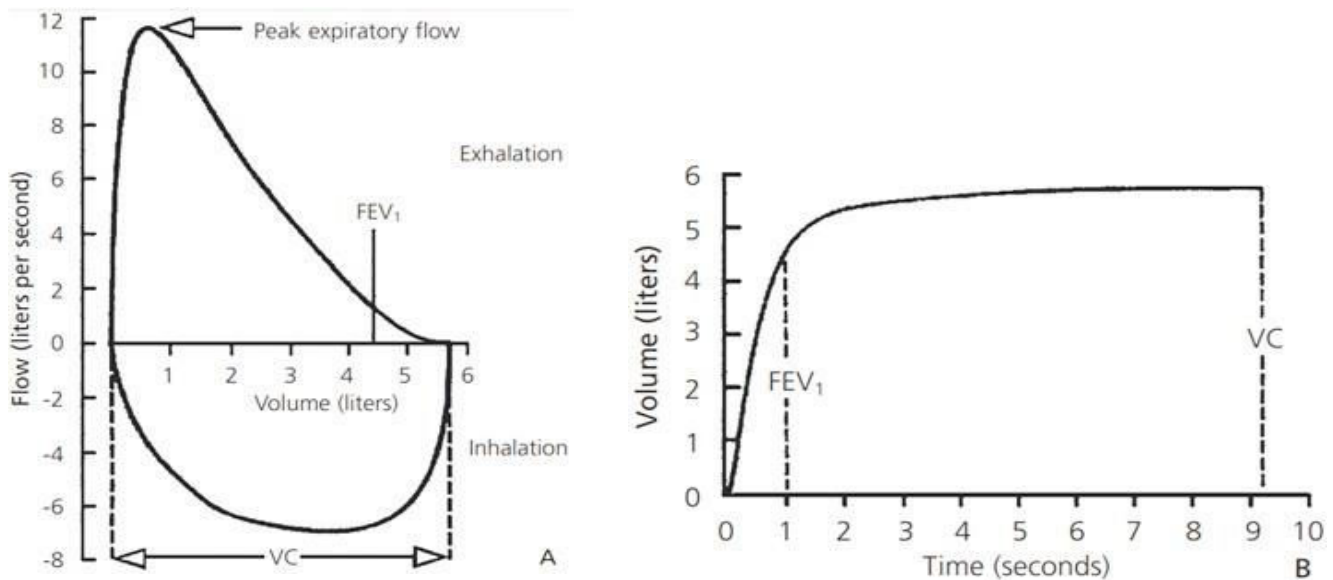 12
Peak expiratory flow
10
8
Exhalation
6
FEV₁
4
2
0
1 2 3 4 5 6
Volume (liters)
-2
-4
Inhalation
-6
-8
VC
A
Flow (liters per second)
6
5
4
3
2
1
0
FEV₁
VC
0 1 2 3 4 5 6 7 8 9 10
Time (seconds)
B
Volume (liters)